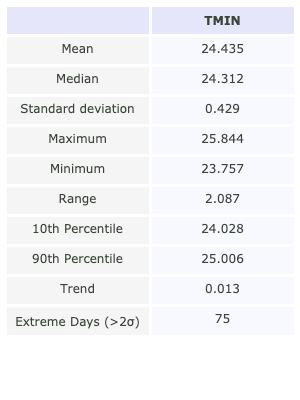 TMIN
Mean 24.435
Median 24.312
Standard deviation 0.429
Maximum 25.844
Minimum 23.757
Range 2.087
10th Percentile 24.028
90th Percentile 25.006
Trend 0.013
Extreme Days (>2σ) 75